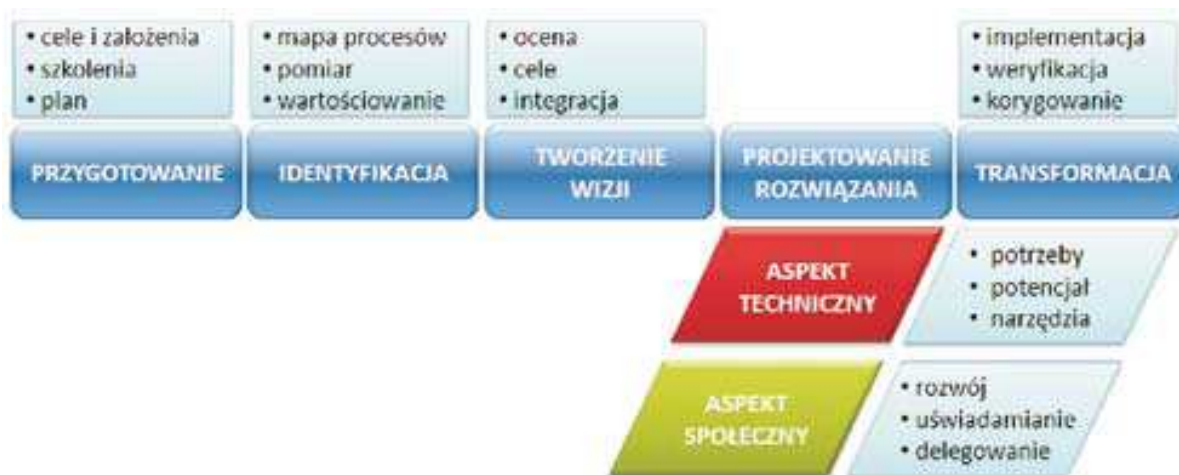 • cele i założenia
• szkolenia
• plan
• mapa procesów
• pomiar
• wartościowanie
• ocena
• cele
• integracja
• implementacja
• weryfikacja
• korygowanie
PRZYGOTOWANIE
IDENTYFIKACJA
TWORZENIE
WIZJI
PROJEKTOWANIE
ROZWIĄZANIA
TRANSFORMACJA
ASPEKT
TECHNICZNY
• potrzeby
• potencjał
• narzędzia
ASPEKT
SPOŁECZNY
• rozwój
• uświadamianie
• delegowanie